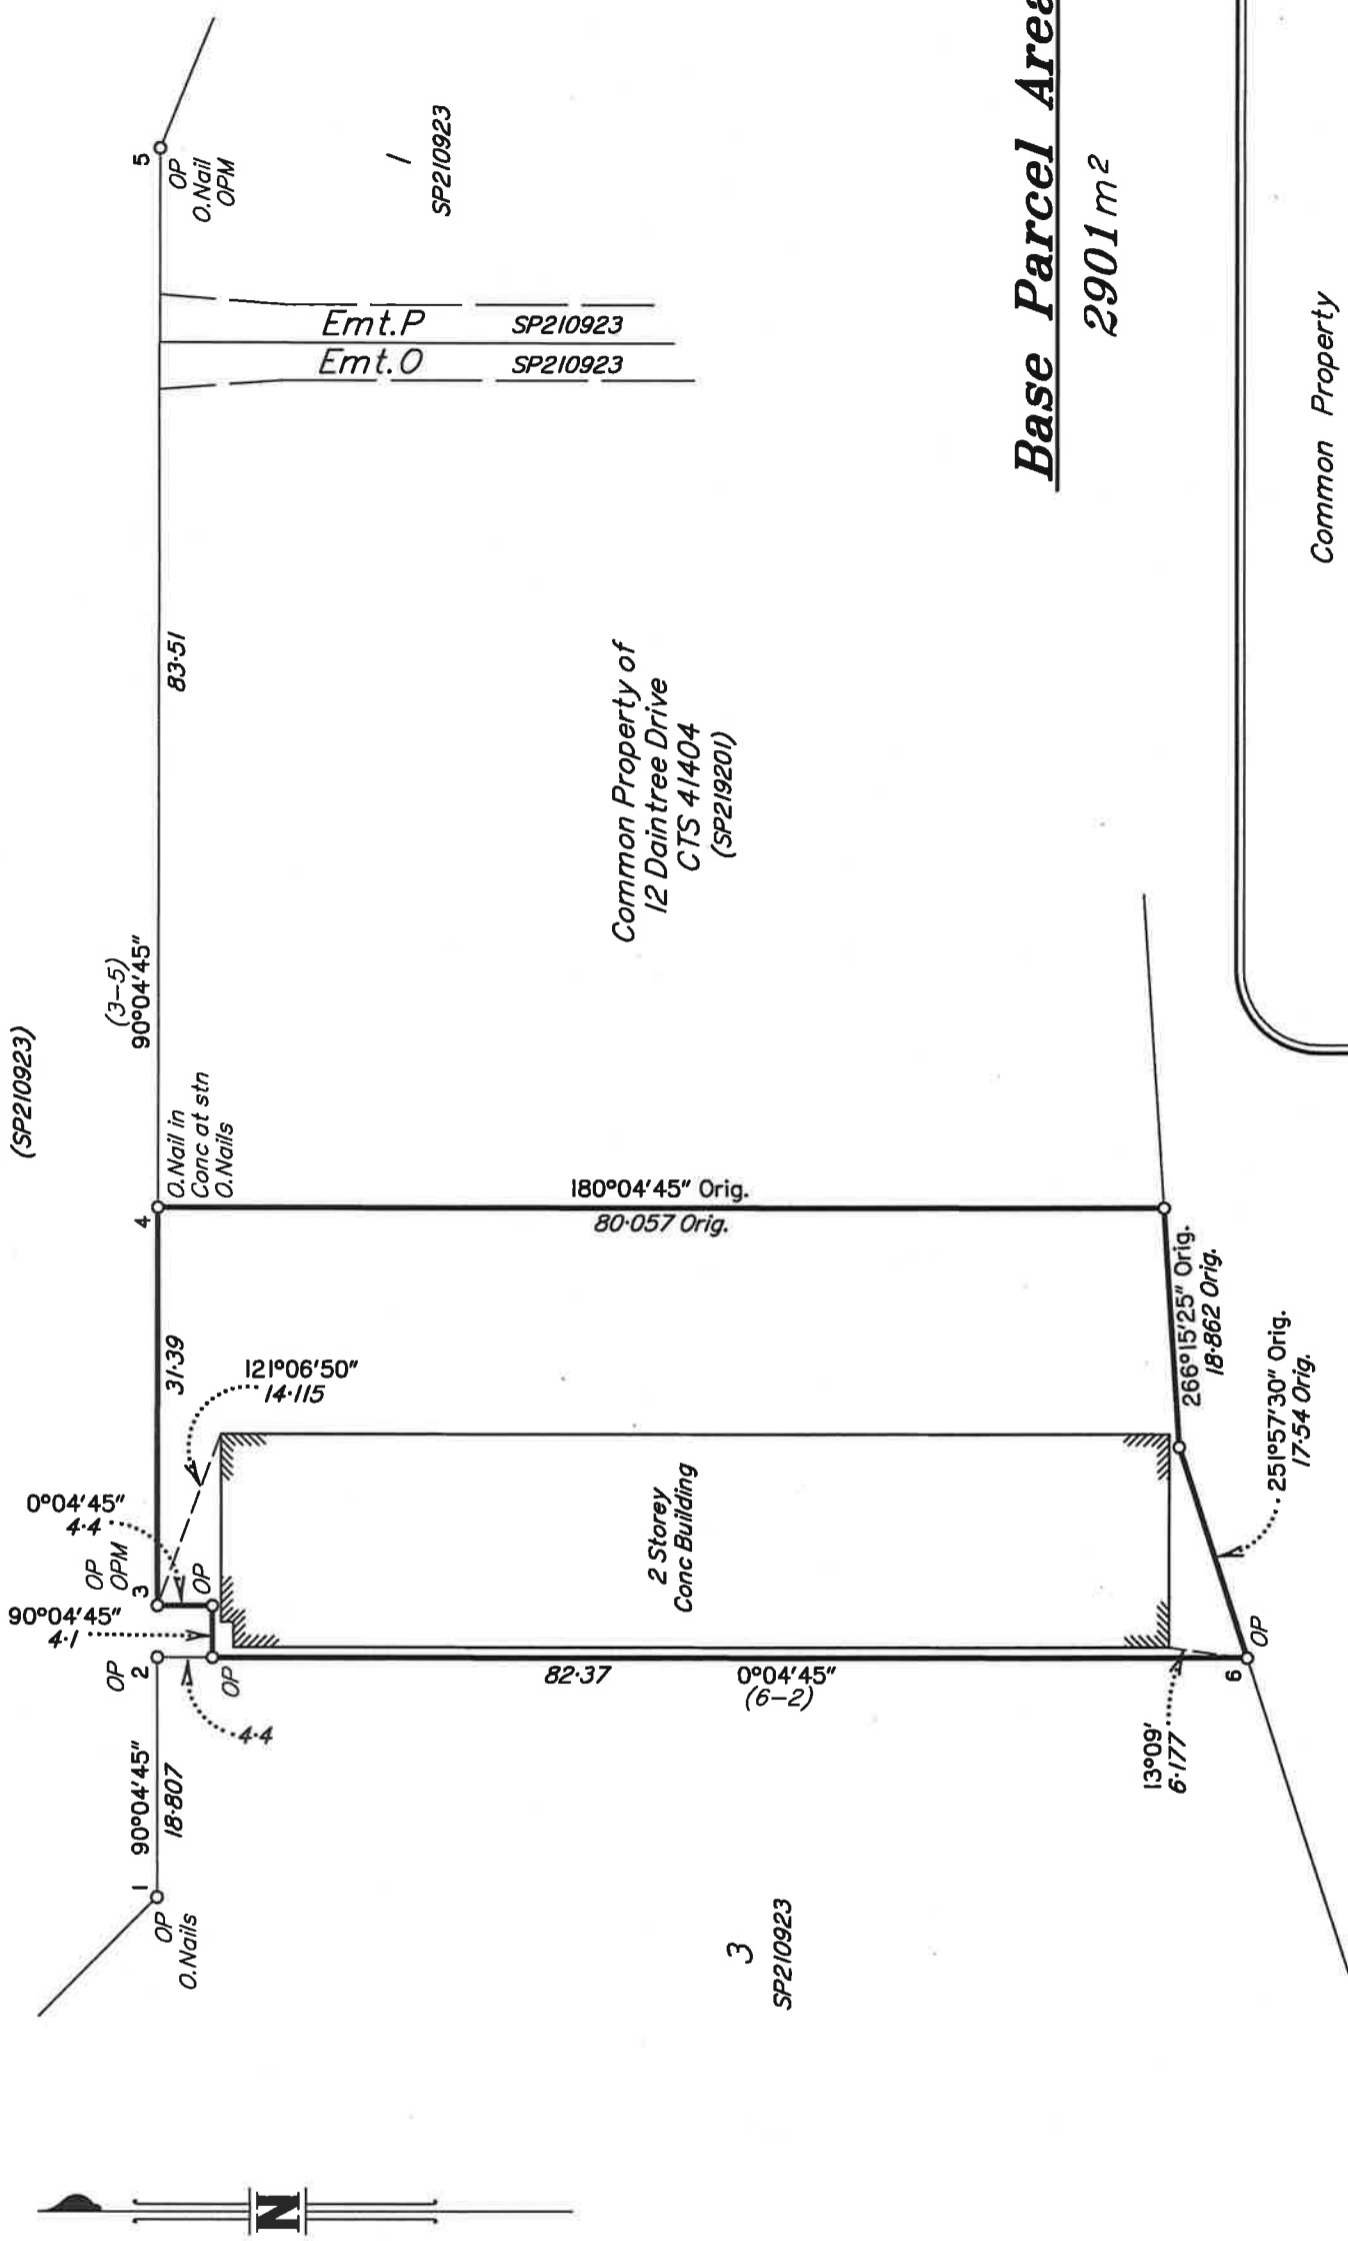 (SP210923)
(3-5)
90°04'45"
83·51
5
OP
O.Nail
OPM
1
SP210923
Emt.P SP210923
Emt.O SP210923
4
O.Nail in
Conc at stn
O.Nails
31·39
121°06'50"
14·115
0°04'45"
4·4
OP
OPM
3
OP
90°04'45"
4·1
OP
2
OP
4·4
1
90°04'45"
18·807
OP
O.Nails
180°04'45" Orig.
80·057 Orig.
Common Property of
12 Daintree Drive
CTS 41404
(SP219201)
2 Storey
Conc Building
82·37
0°04'45"
(6-2)
3
SP210923
266°15'25" Orig.
18·862 Orig.
251°57'30" Orig.
17·54 Orig.
6
OP
13°09'
6·177
Base Parcel Area
2901m²
Common Property
N